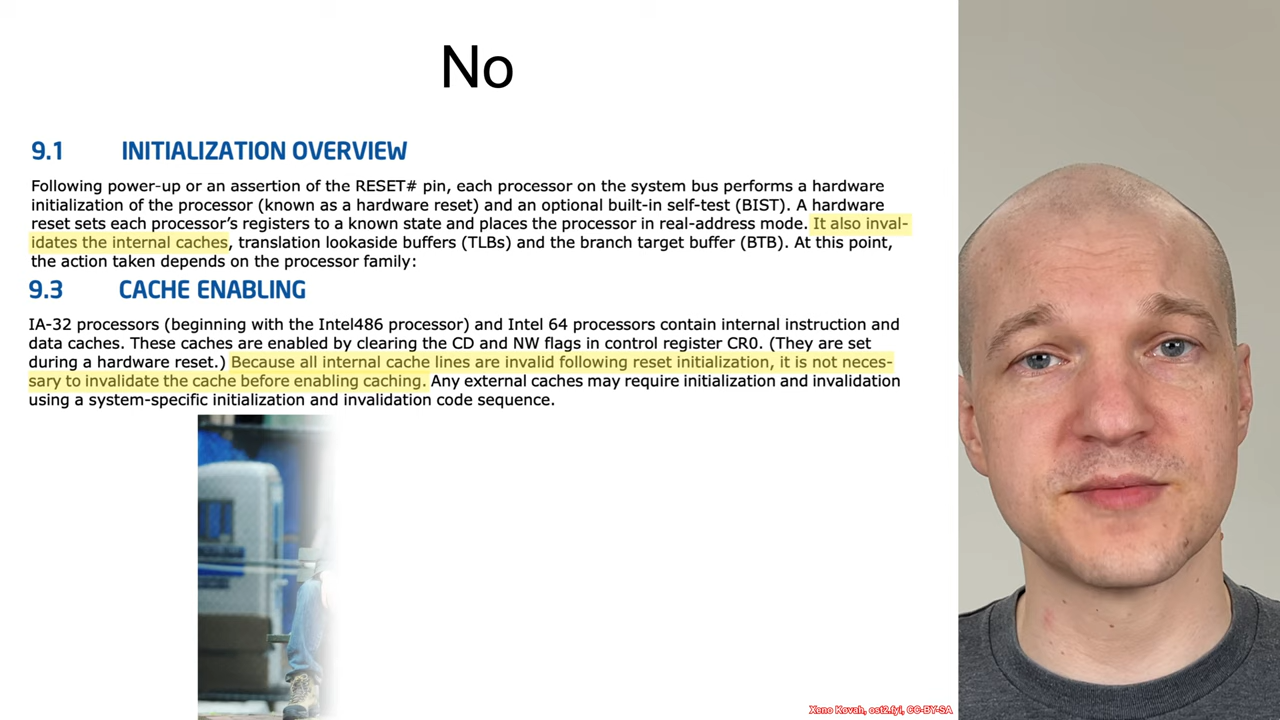 No
9.1 INITIALIZATION OVERVIEW
Following power-up or an assertion of the RESET# pin, each processor on the system bus performs a hardware
initialization of the processor (known as a hardware reset) and an optional built-in self-test (BIST). A hardware
reset sets each processor’s registers to a known state and places the processor in real-address mode. It also inval-
idates the internal caches, translation lookaside buffers (TLBs) and the branch target buffer (BTB). At this point,
the action taken depends on the processor family:
9.3 CACHE ENABLING
IA-32 processors (beginning with the Intel486 processor) and Intel 64 processors contain internal instruction and
data caches. These caches are enabled by clearing the CD and NW flags in control register CR0. (They are set
during a hardware reset.) Because all internal cache lines are invalid following reset initialization, it is not neces-
sary to invalidate the cache before enabling caching. Any external caches may require initialization and invalidation
using a system-specific initialization and invalidation code sequence.
Xeno Kovah, ost2.fyi, CC-BY-SA